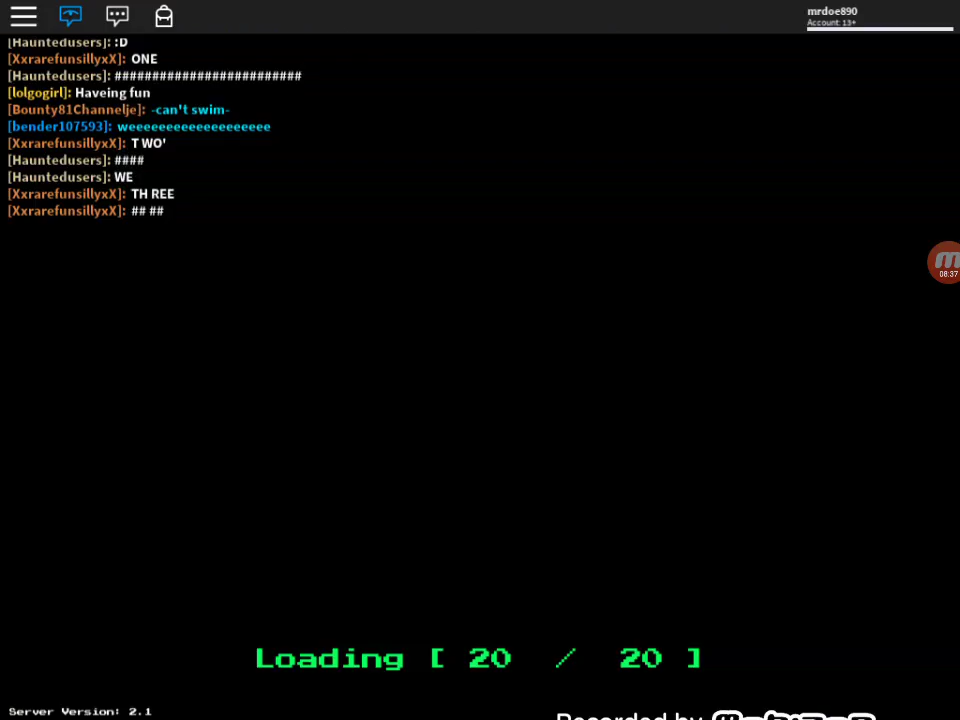 mrdoe890
Account: 13+
[Hauntedusers]: :D
[XxrarefunsillyxX]: ONE
[Hauntedusers]: #########################
[lolgogirl]: Haveing fun
[Bounty81Channelje]: -can't swim-
[bender107593]: weeeeeeeeeeeeeeeeeee
[XxrarefunsillyxX]: T WO'
[Hauntedusers]: ####
[Hauntedusers]: WE
[XxrarefunsillyxX]: TH REE
[XxrarefunsillyxX]: ## ##
08:37
Loading [ 20 / 20 ]
Server Version: 2.1
Recorded by